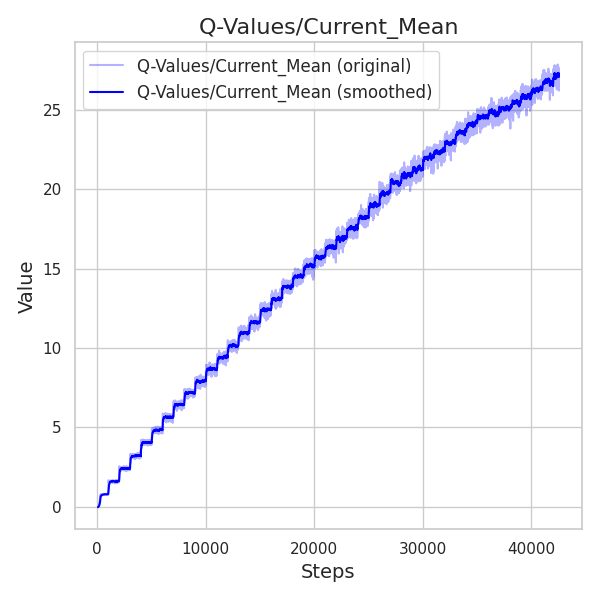 Q-Values/Current_Mean
Q-Values/Current_Mean (original)
Q-Values/Current_Mean (smoothed)
Value
25
20
15
10
5
0
0 10000 20000 30000 40000
Steps